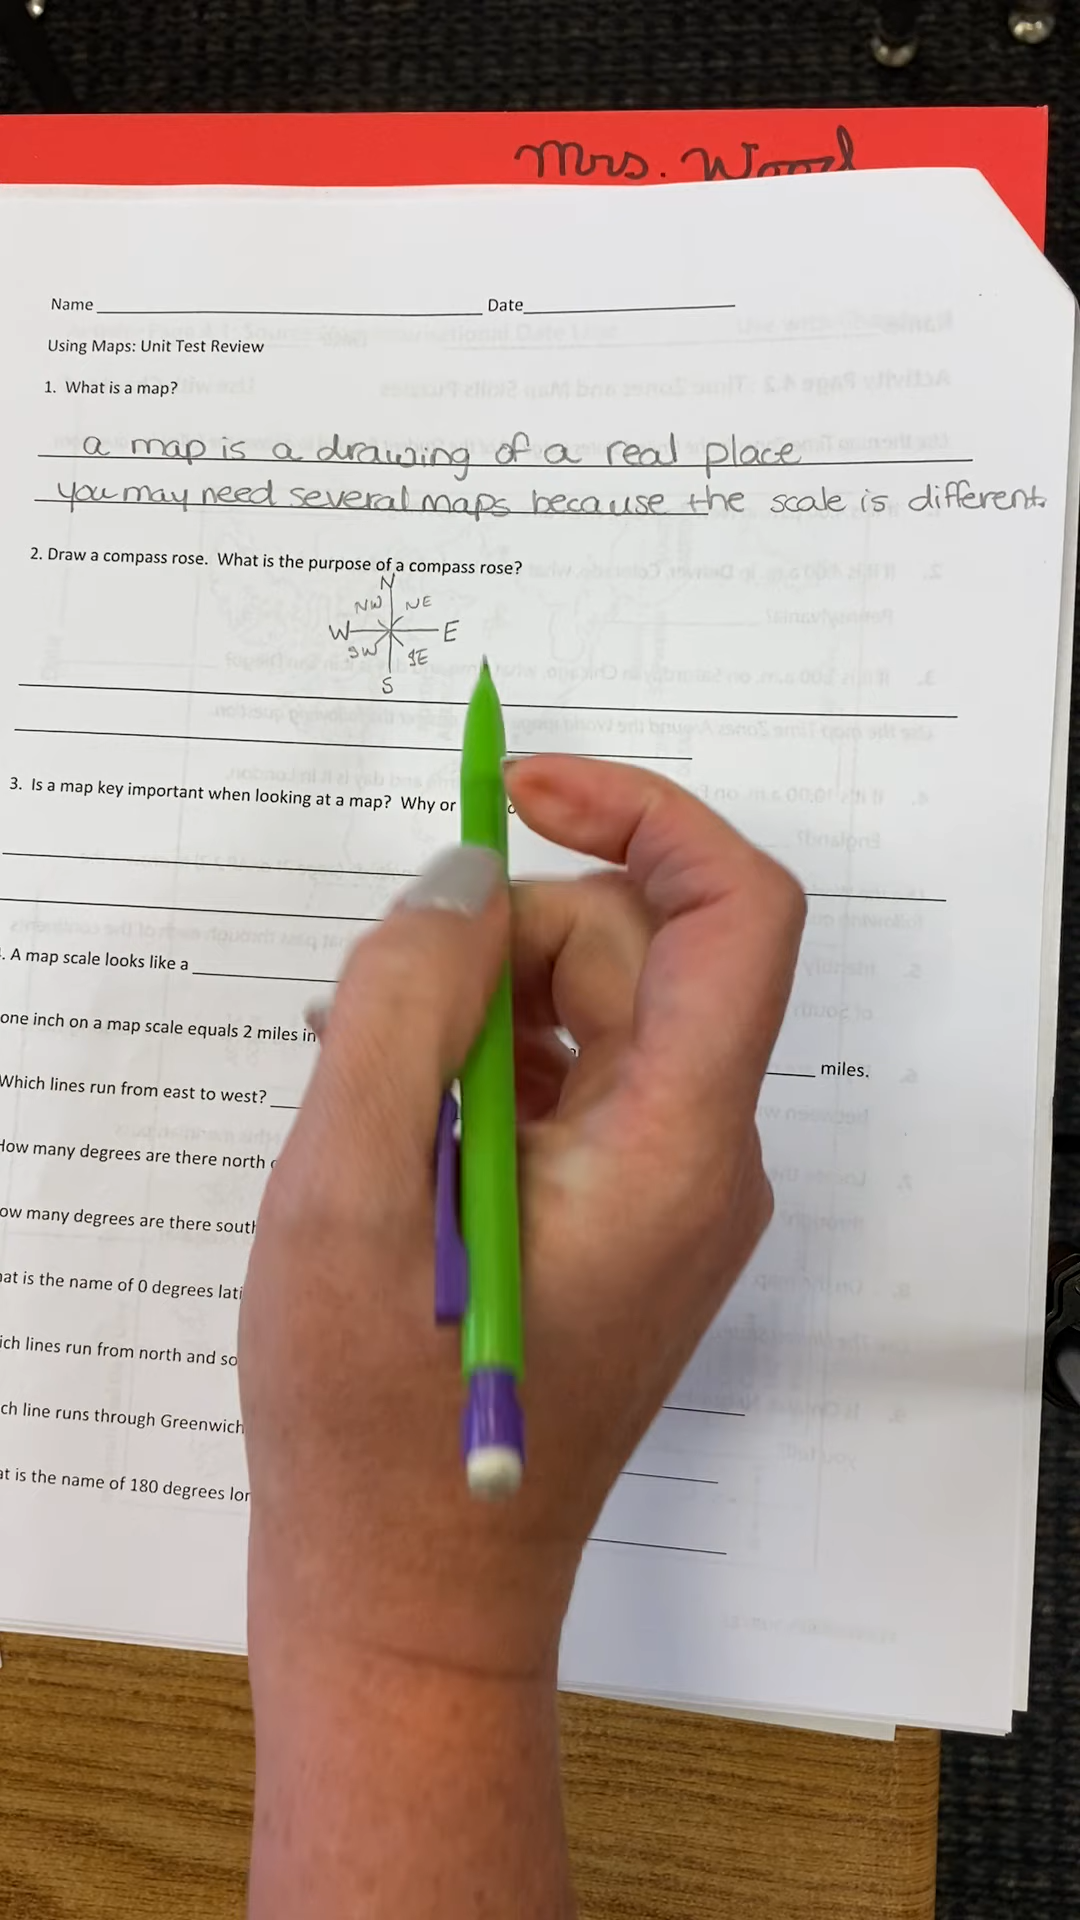 Mrs. Wood
Name Date
Using Maps: Unit Test Review
1. What is a map?
a map is a drawing of a real place
you may need several maps because the scale is different.
2. Draw a compass rose. What is the purpose of a compass rose?
N
NW NE
W E
SW SE
S
3. Is a map key important when looking at a map? Why or
. A map scale looks like a
one inch on a map scale equals 2 miles in miles.
Which lines run from east to west?
How many degrees are there north
ow many degrees are there south
at is the name of 0 degrees lati
ich lines run from north and so
ch line runs through Greenwich
at is the name of 180 degrees lon